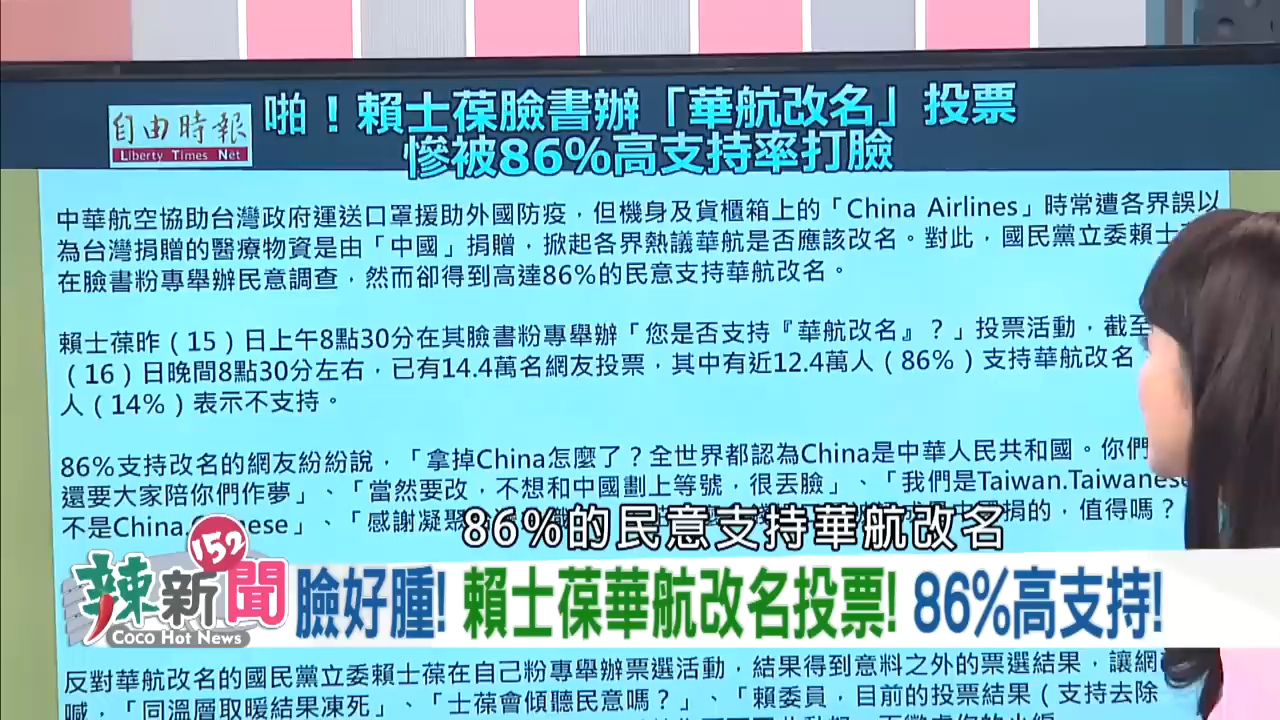 自由時報
Liberty Times Net
啪！賴士葆臉書辦「華航改名」投票
慘被86%高支持率打臉
中華航空協助台灣政府運送口罩援助外國防疫，但機身及貨櫃箱上的「China Airlines」時常遭各界誤以
為台灣捐贈的醫療物資是由「中國」捐贈，掀起各界熱議華航是否應該改名。對此，國民黨立委賴士
在臉書粉專舉辦民意調查，然而卻得到高達86%的民意支持華航改名。
賴士葆昨（15）日上午8點30分在其臉書粉專舉辦「您是否支持『華航改名』？」投票活動，截至
（16）日晚間8點30分左右，已有14.4萬名網友投票，其中有近12.4萬人（86%）支持華航改名
人（14%）表示不支持。
86%支持改名的網友紛紛說，「拿掉China怎麼了？全世界都認為China是中華人民共和國。你們
還要大家陪你們作夢」、「當然要改，不想和中國劃上等號，很丟臉」、「我們是Taiwan.Taiwanese
不是China.Chinese」、「感謝凝聚 捐的，值得嗎？
86%的民意支持華航改名
152
辣新聞
Coco Hot News
臉好腫！賴士葆華航改名投票！86%高支持！
反對華航改名的國民黨立委賴士葆在自己粉專舉辦票選活動，結果得到意料之外的票選結果，讓網
喊，「同溫層取暖結果凍死」、「士葆會傾聽民意嗎？」、「賴委員，目前的投票結果（支持去除